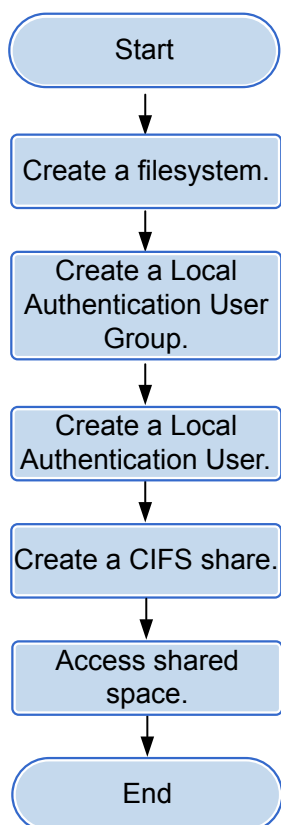 Start
Create a filesystem.
Create a Local
Authentication User
Group.
Create a Local
Authentication User.
Create a CIFS share.
Access shared
space.
End